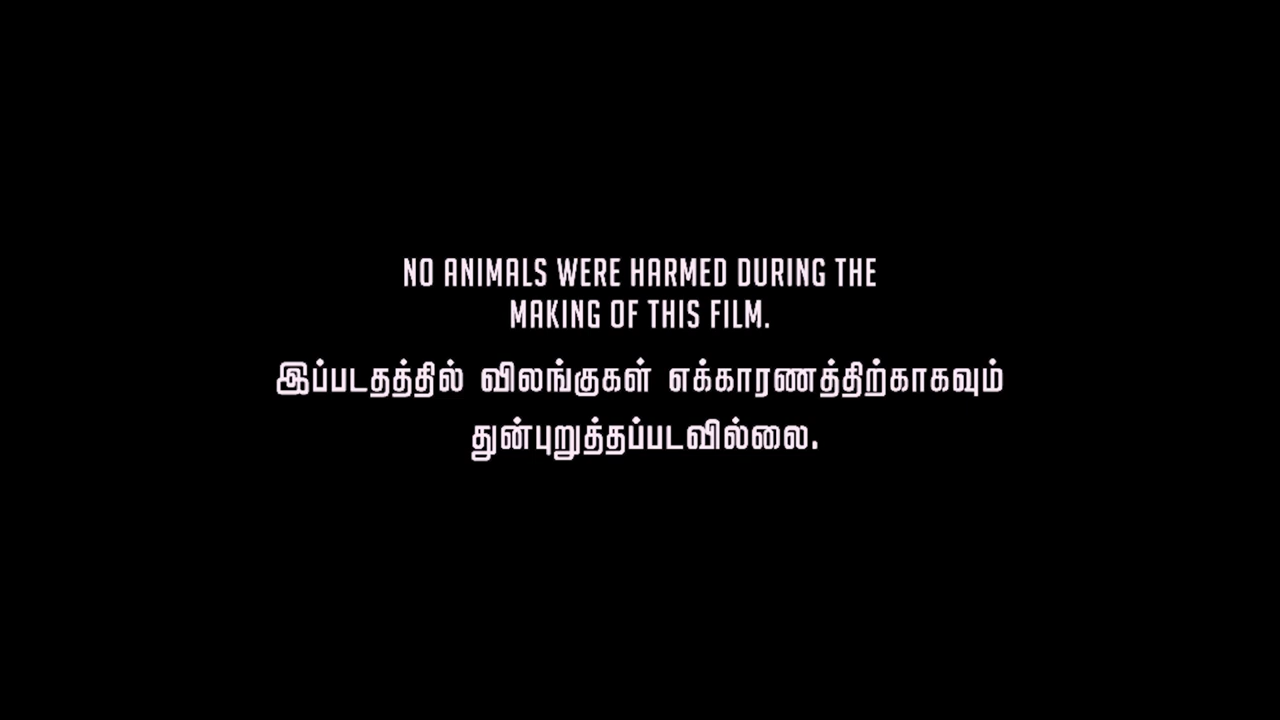 NO ANIMALS WERE HARMED DURING THE
MAKING OF THIS FILM.
இப்படதத்தில் விலங்குகள் எக்காரணத்திற்காகவும்
துன்புறுத்தப்படவில்லை.